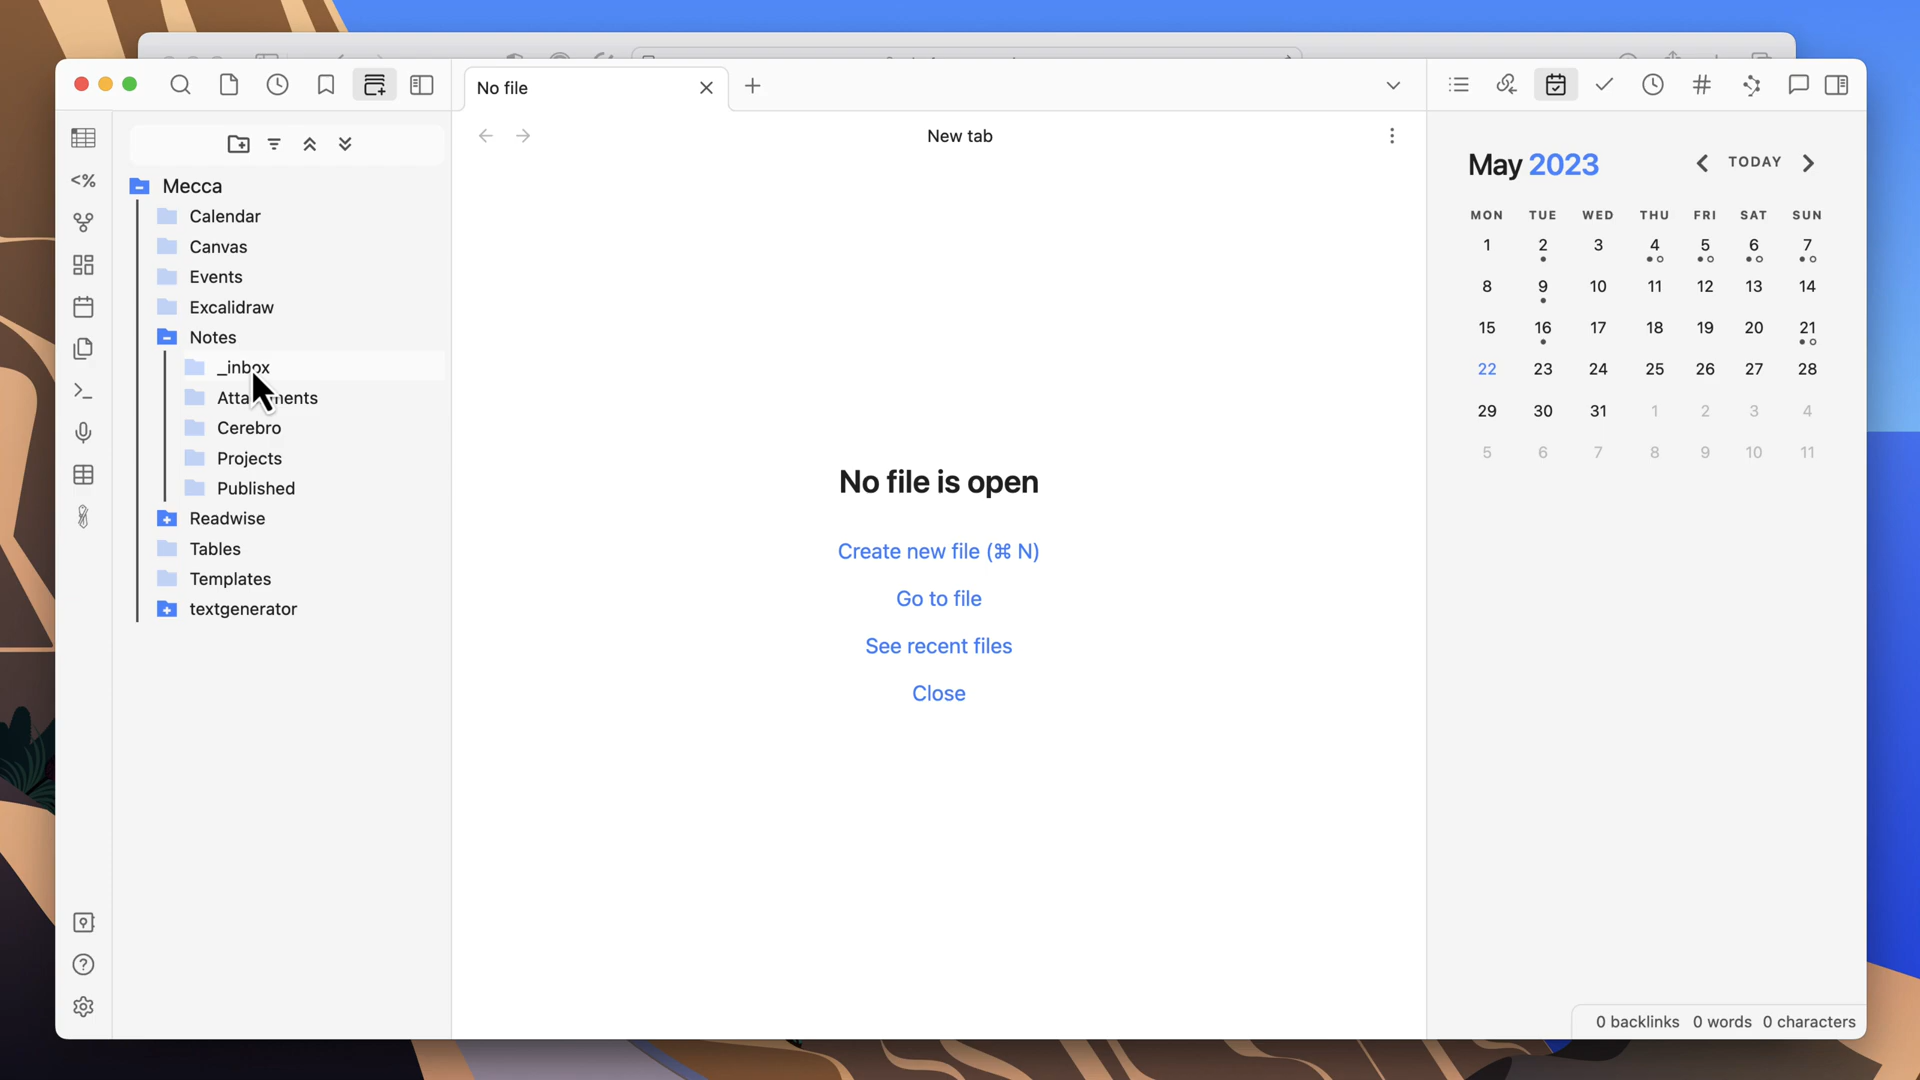 No file
New tab
Mecca
Calendar
Canvas
Events
Excalidraw
Notes
_inbox
Cerebro
Projects
Published
Readwise
Tables
Templates
textgenerator
<%
No file is open
Create new file (⌘ N)
Go to file
See recent files
Close
May 2023
TODAY
MON TUE WED THU FRI SAT SUN
1 2 3 4 5 6 7
8 9 10 11 12 13 14
15 16 17 18 19 20 21
22 23 24 25 26 27 28
29 30 31 1 2 3 4
5 6 7 8 9 10 11
0 backlinks 0 words 0 characters